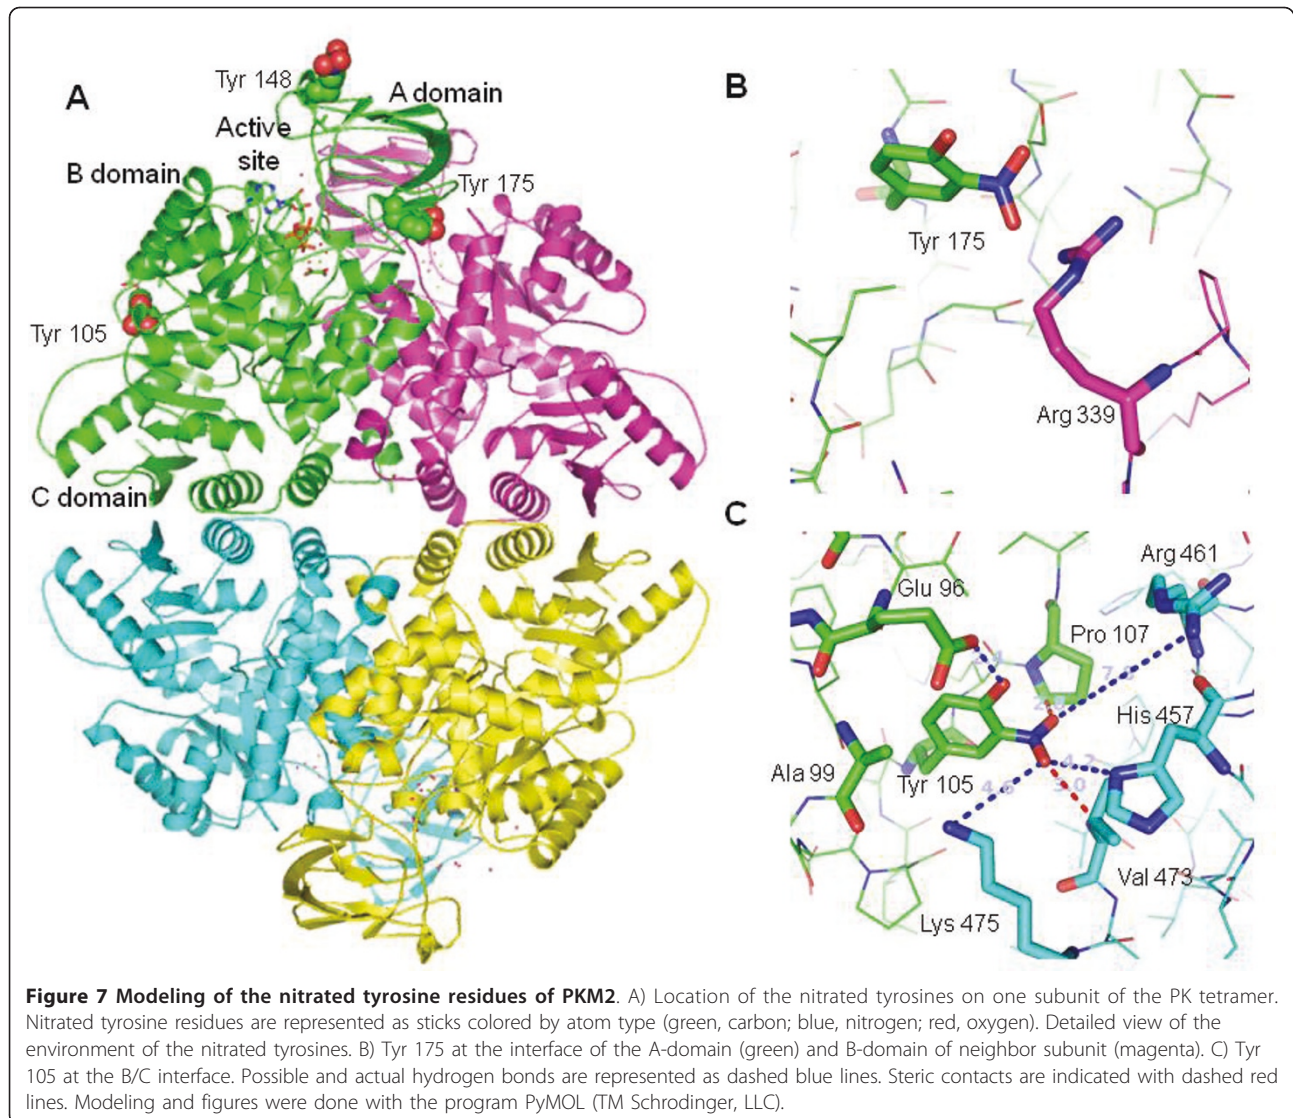 A
Tyr 148
A domain
Active
site
B domain
Tyr 175
Tyr 105
C domain
B
Tyr 175
Arg 339
C
Arg 461
Glu 96
Pro 107
His 457
Ala 99
Tyr 105
4.2
3.0
4.6
Val 473
Lys 475
Figure 7 Modeling of the nitrated tyrosine residues of PKM2. A) Location of the nitrated tyrosines on one subunit of the PK tetramer.
Nitrated tyrosine residues are represented as sticks colored by atom type (green, carbon; blue, nitrogen; red, oxygen). Detailed view of the
environment of the nitrated tyrosines. B) Tyr 175 at the interface of the A-domain (green) and B-domain of neighbor subunit (magenta). C) Tyr
105 at the B/C interface. Possible and actual hydrogen bonds are represented as dashed blue lines. Steric contacts are indicated with dashed red
lines. Modeling and figures were done with the program PyMOL (TM Schrodinger, LLC).